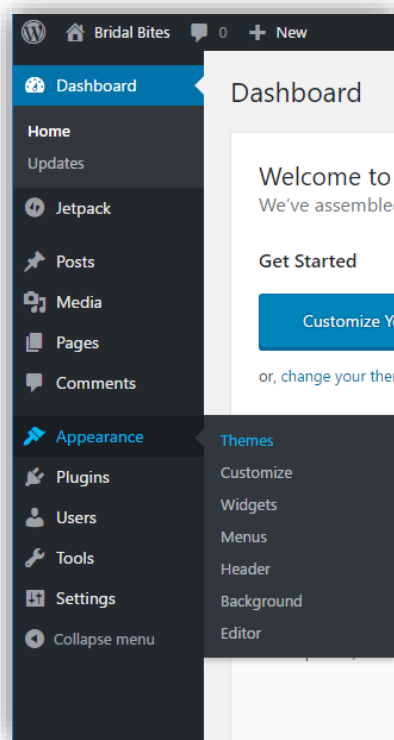 Bridal Bites 0 + New
Dashboard
Home
Updates
Jetpack
Posts
Media
Pages
Comments
Appearance
Plugins
Users
Tools
Settings
Collapse menu
Dashboard
Welcome to
We've assemble
Get Started
Customize Y
or, change your the
Themes
Customize
Widgets
Menus
Header
Background
Editor